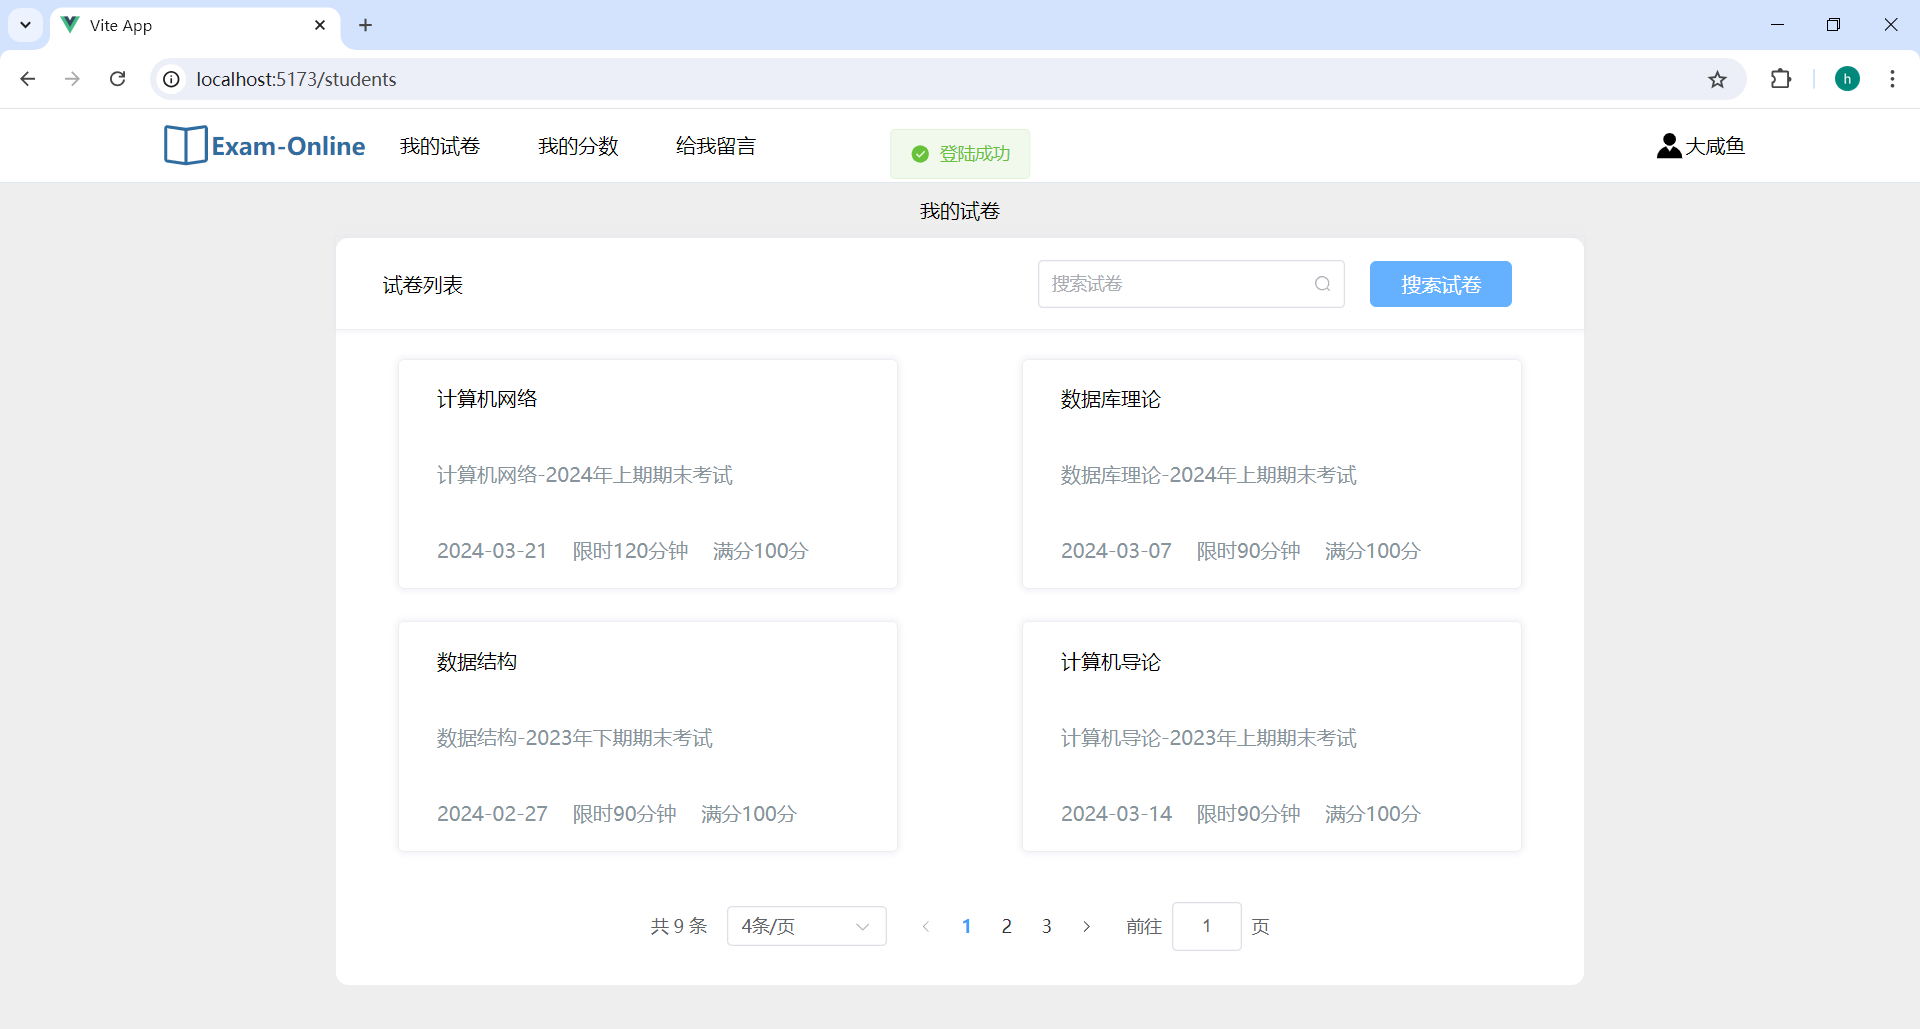 Vite App
localhost:5173/students
h
Exam-Online 我的试卷 我的分数 给我留言 登陆成功 大咸鱼
我的试卷
试卷列表 搜索试卷 搜索试卷
计算机网络
计算机网络-2024年上期期末考试
2024-03-21 限时120分钟 满分100分
数据库理论
数据库理论-2024年上期期末考试
2024-03-07 限时90分钟 满分100分
数据结构
数据结构-2023年下期期末考试
2024-02-27 限时90分钟 满分100分
计算机导论
计算机导论-2023年上期期末考试
2024-03-14 限时90分钟 满分100分
共 9 条 4条/页 1 2 3 前往 1 页